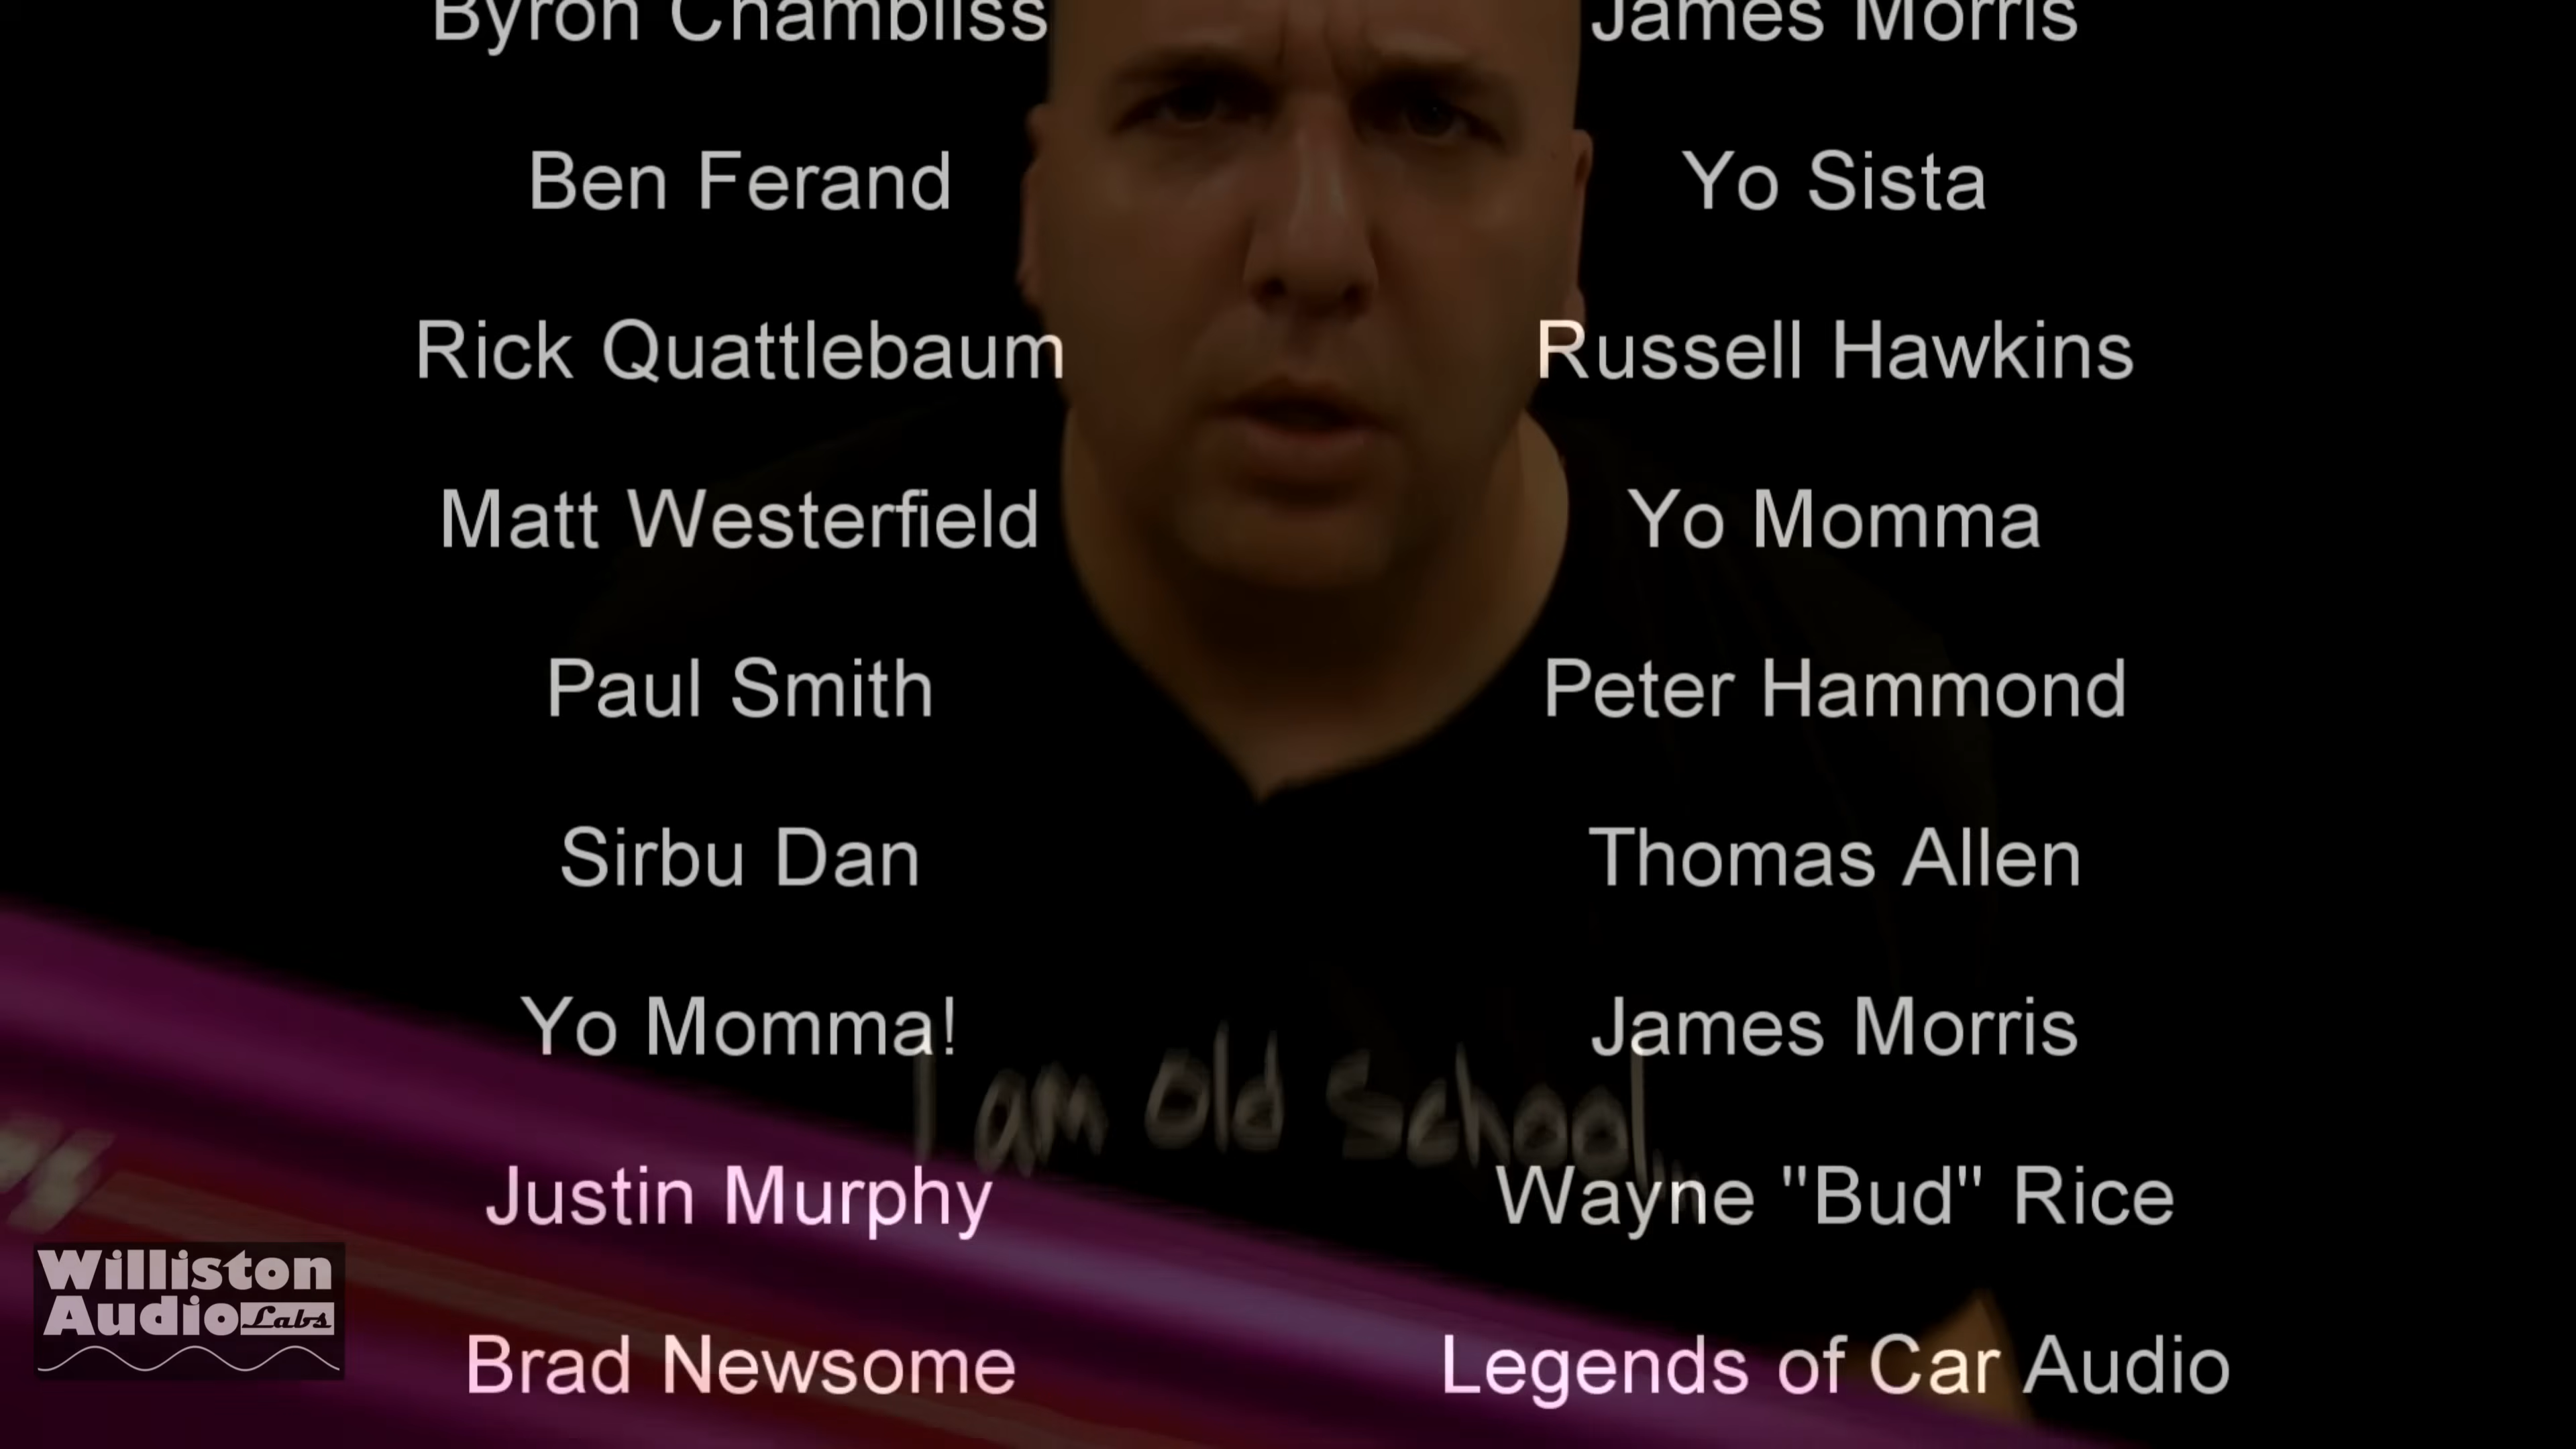 Byron Chambliss
James Morris
Ben Ferand
Yo Sista
Rick Quattlebaum
Russell Hawkins
Matt Westerfield
Yo Momma
Paul Smith
Peter Hammond
Sirbu Dan
Thomas Allen
Yo Momma!
James Morris
I am Old School...
Justin Murphy
Wayne "Bud" Rice
Williston
Audio Labs
Brad Newsome
Legends of Car Audio